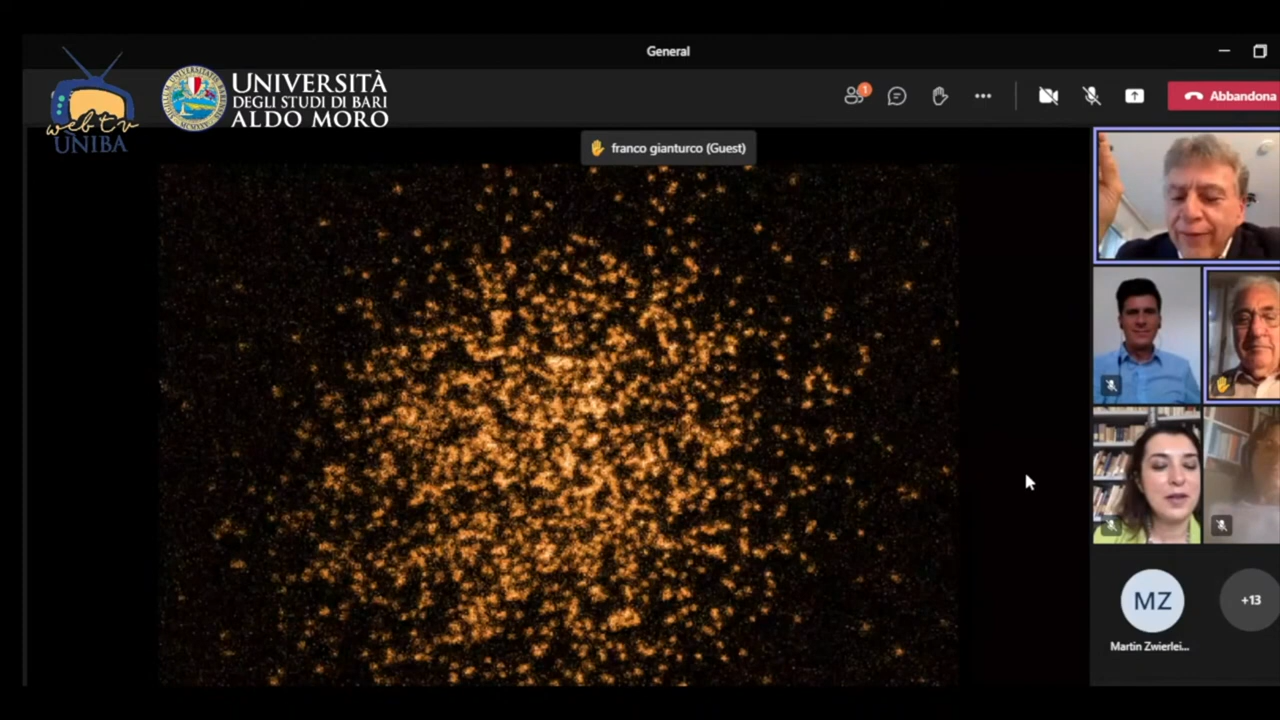 General
web tv
UNIBA
UNIVERSITÀ
DEGLI STUDI DI BARI
ALDO MORO
1
Abbandona
franco gianturco (Guest)
MZ
+13
Martin Zwierlei...